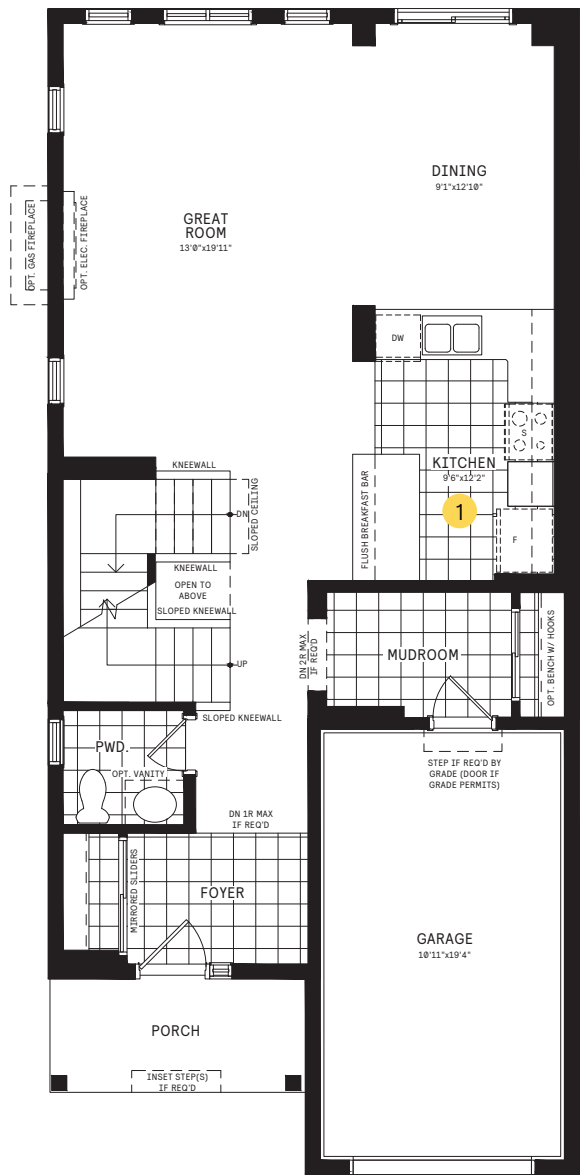 DINING
9'1"x12'10"
GREAT
ROOM
13'0"x19'11"
OPT. GAS FIREPLACE
OPT. ELEC. FIREPLACE
DW
S
KITCHEN
9'6"x12'2"
1
F
FLUSH BREAKFAST BAR
KNEEWALL
DN
SLOPED CEILING
KNEEWALL
OPEN TO
ABOVE
SLOPED KNEEWALL
UP
DN 2R MAX
IF REQ'D
MUDROOM
OPT. BENCH W/ HOOKS
SLOPED KNEEWALL
PWD.
OPT. VANITY
STEP IF REQ'D BY
GRADE (DOOR IF
GRADE PERMITS)
DN 1R MAX
IF REQ'D
MIRRORED SLIDERS
FOYER
GARAGE
10'11"x19'4"
PORCH
INSET STEP(S)
IF REQ'D